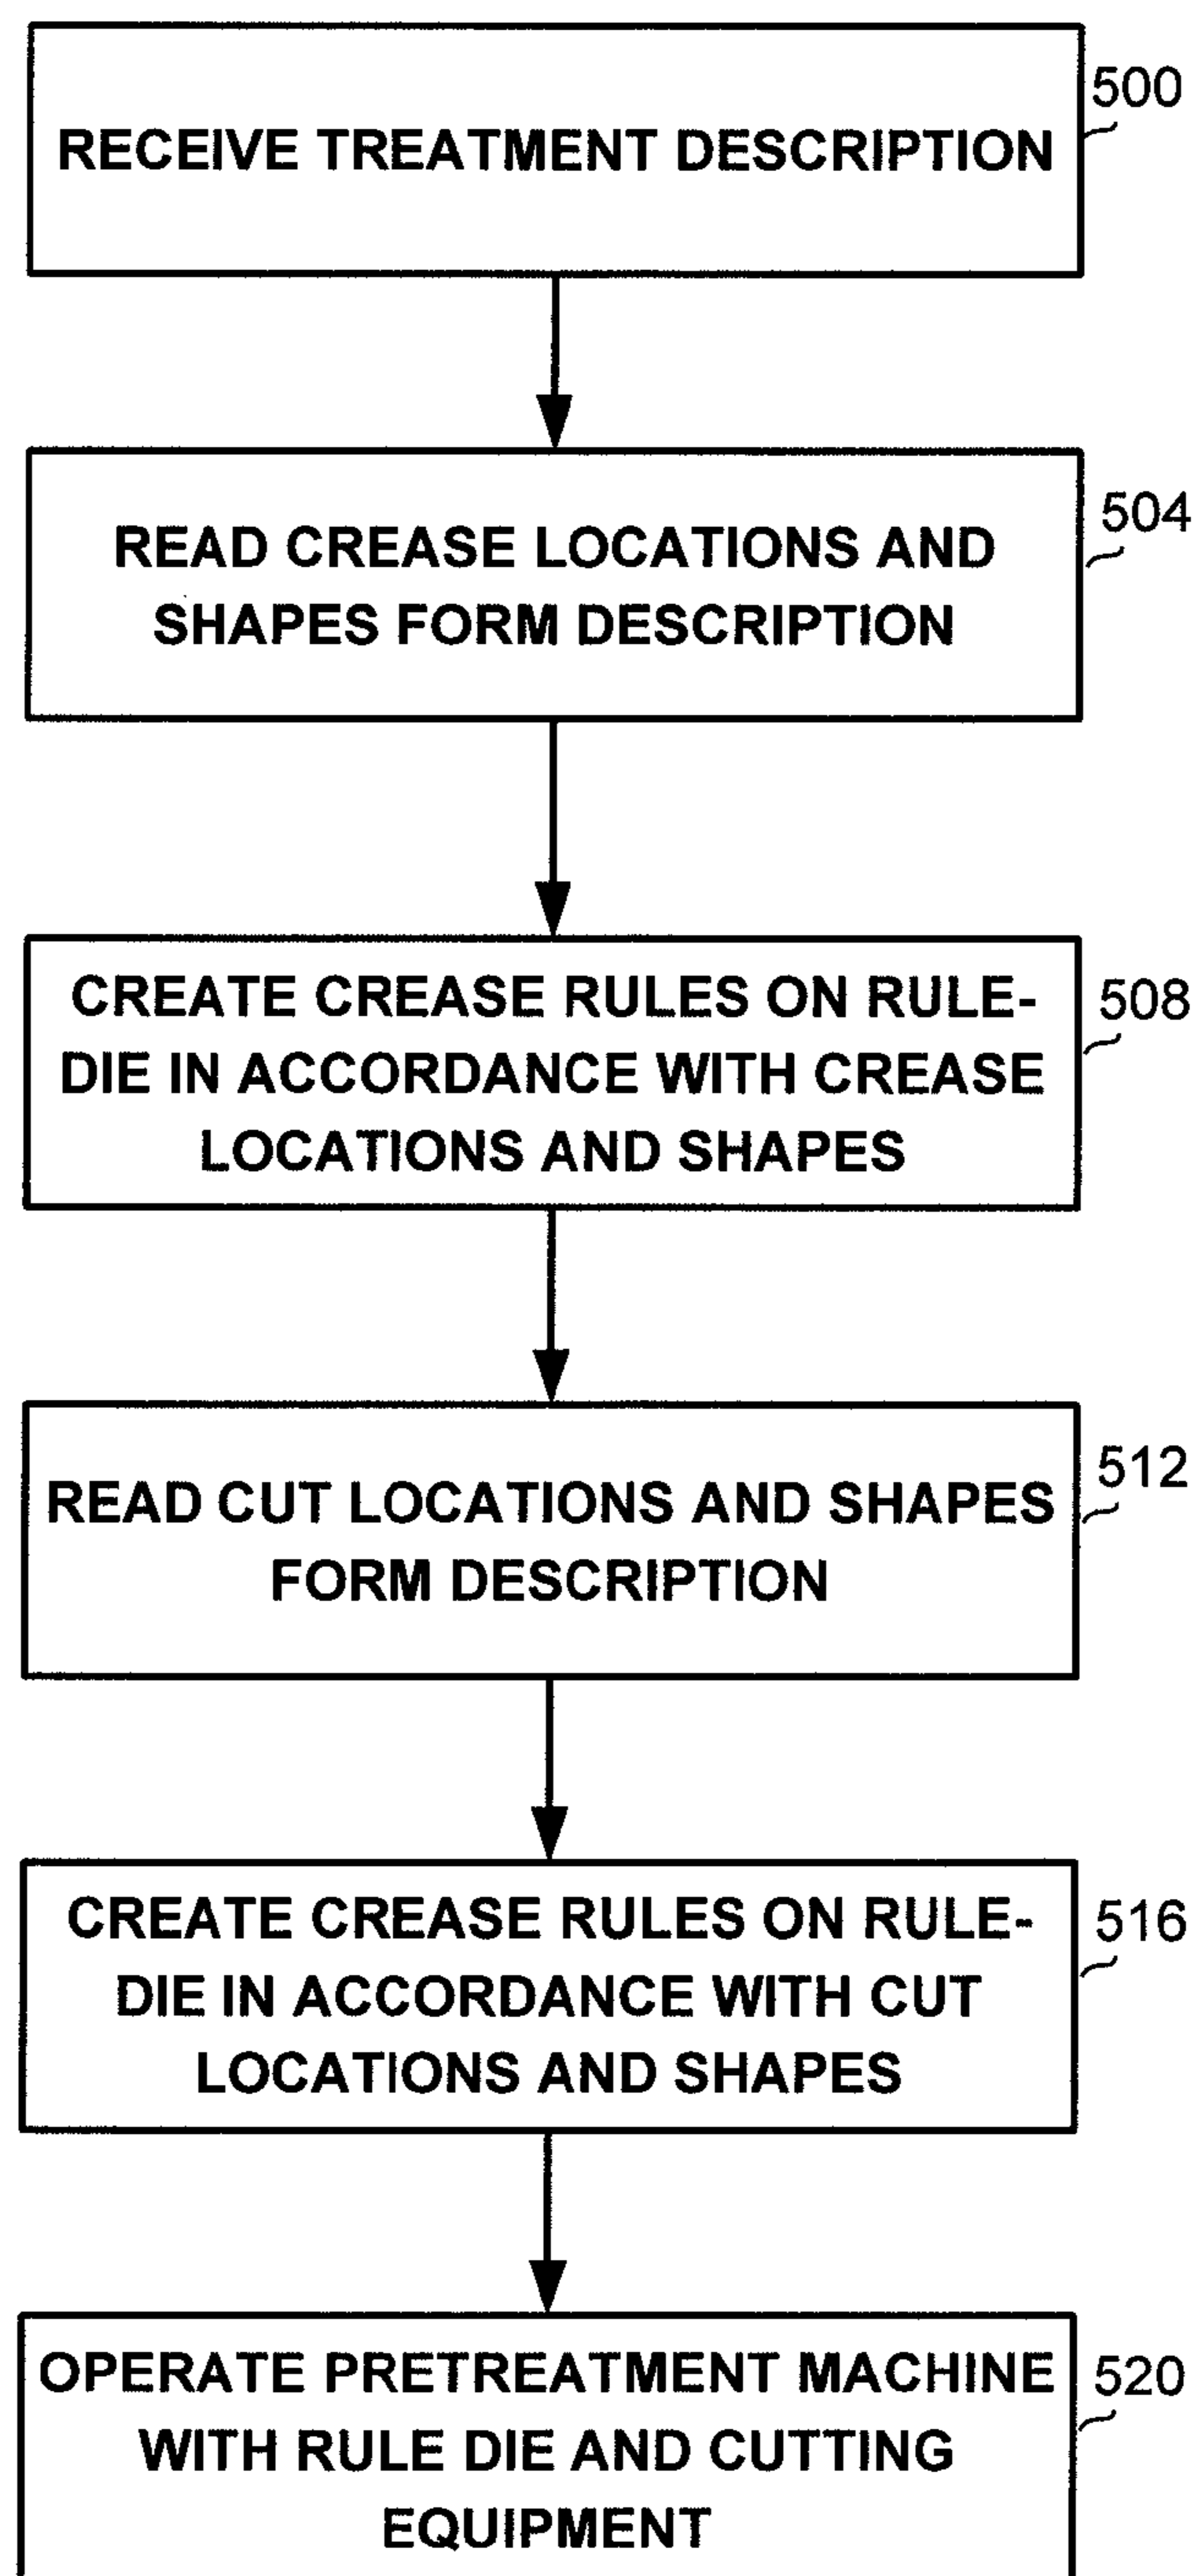 500
RECEIVE TREATMENT DESCRIPTION
504
READ CREASE LOCATIONS AND
SHAPES FORM DESCRIPTION
508
CREATE CREASE RULES ON RULE-
DIE IN ACCORDANCE WITH CREASE
LOCATIONS AND SHAPES
512
READ CUT LOCATIONS AND SHAPES
FORM DESCRIPTION
516
CREATE CREASE RULES ON RULE-
DIE IN ACCORDANCE WITH CUT
LOCATIONS AND SHAPES
520
OPERATE PRETREATMENT MACHINE
WITH RULE DIE AND CUTTING
EQUIPMENT